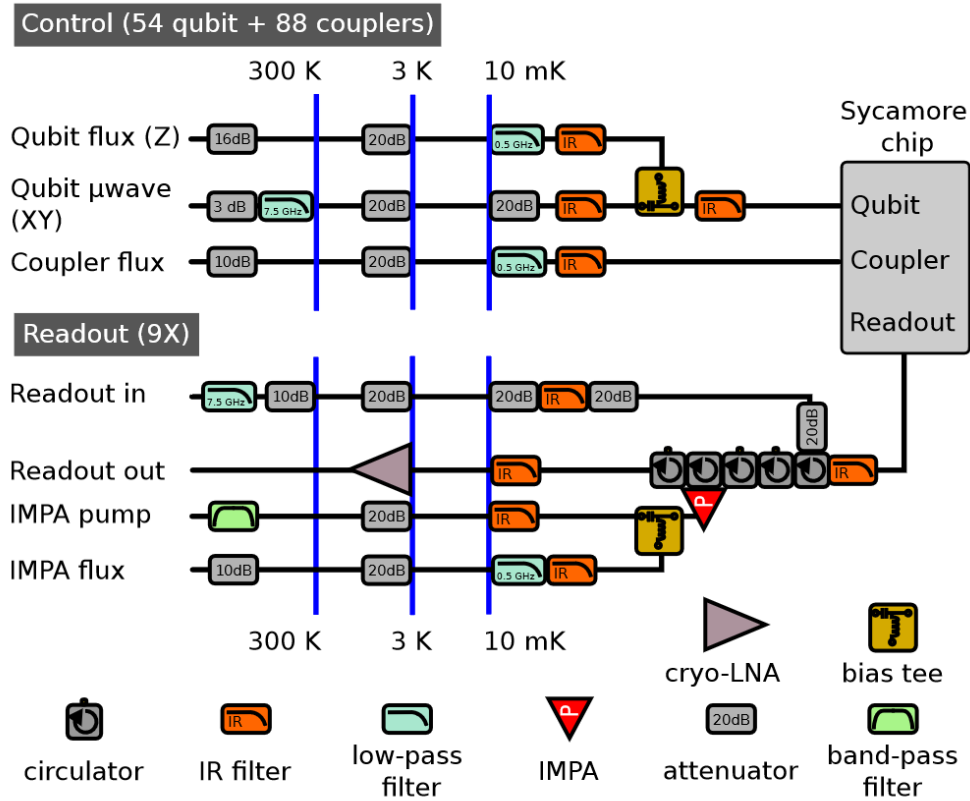 Control (54 qubit + 88 couplers)
300 K 3 K 10 mK
Sycamore
chip
Qubit flux (Z) 16dB 20dB 0.5 GHz IR
Qubit μwave
(XY)
3 dB 7.5 GHz 20dB 20dB IR IR Qubit
Coupler flux 10dB 20dB 0.5 GHz IR Coupler
Readout
Readout (9X)
Readout in 7.5 GHz 10dB 20dB 20dB IR 20dB
20dB
Readout out IR IR
P
IMPA pump 20dB IR
IMPA flux 10dB 20dB 0.5 GHz IR
300 K 3 K 10 mK
cryo-LNA bias tee
IR P 20dB
circulator IR filter low-pass
filter
IMPA attenuator band-pass
filter